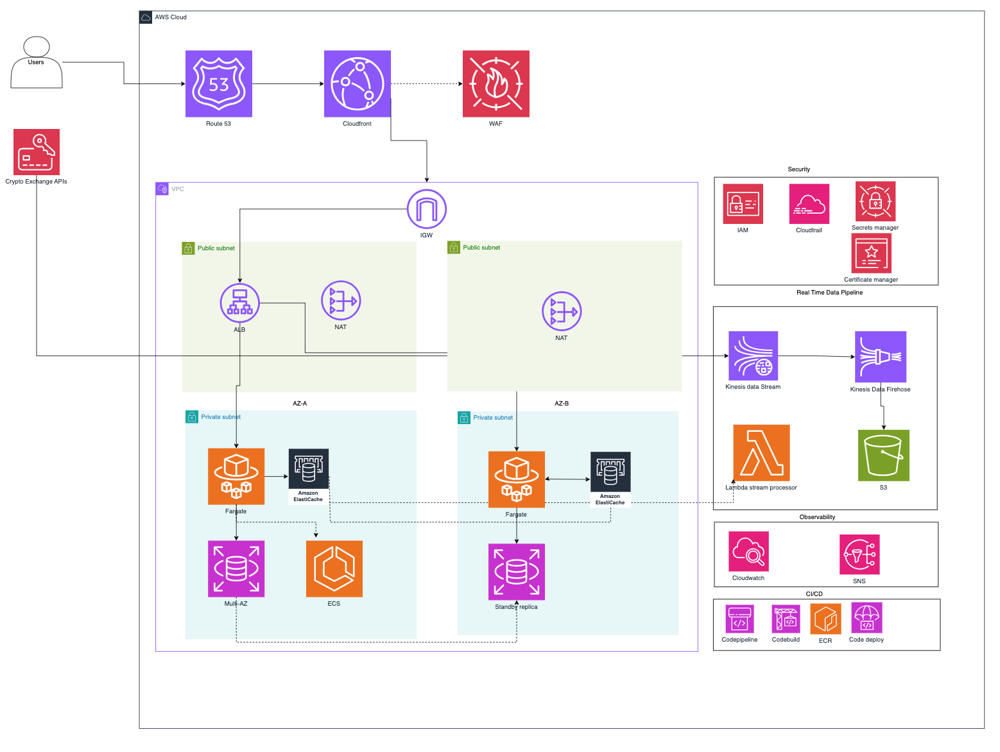 AWS Cloud
Users
53
Route 53
Cloudfront
WAF
Crypto Exchange APIs
Security
VPC
IAM
Cloudtrail
Secrets manager
IGW
Public subnet
Public subnet
Certificate manager
Real Time Data Pipeline
ALB
NAT
NAT
Kinesis data Stream
Kinesis Data Firehose
AZ-A
AZ-B
Private subnet
Private subnet
Lambda stream processor
S3
Amazon
ElastiCache
Amazon
ElastiCache
Fargate
Fargate
Observability
Cloudwatch
SNS
Multi-AZ
ECS
Standby replica
CI/CD
Codepipeline
Codebuild
ECR
Code deploy